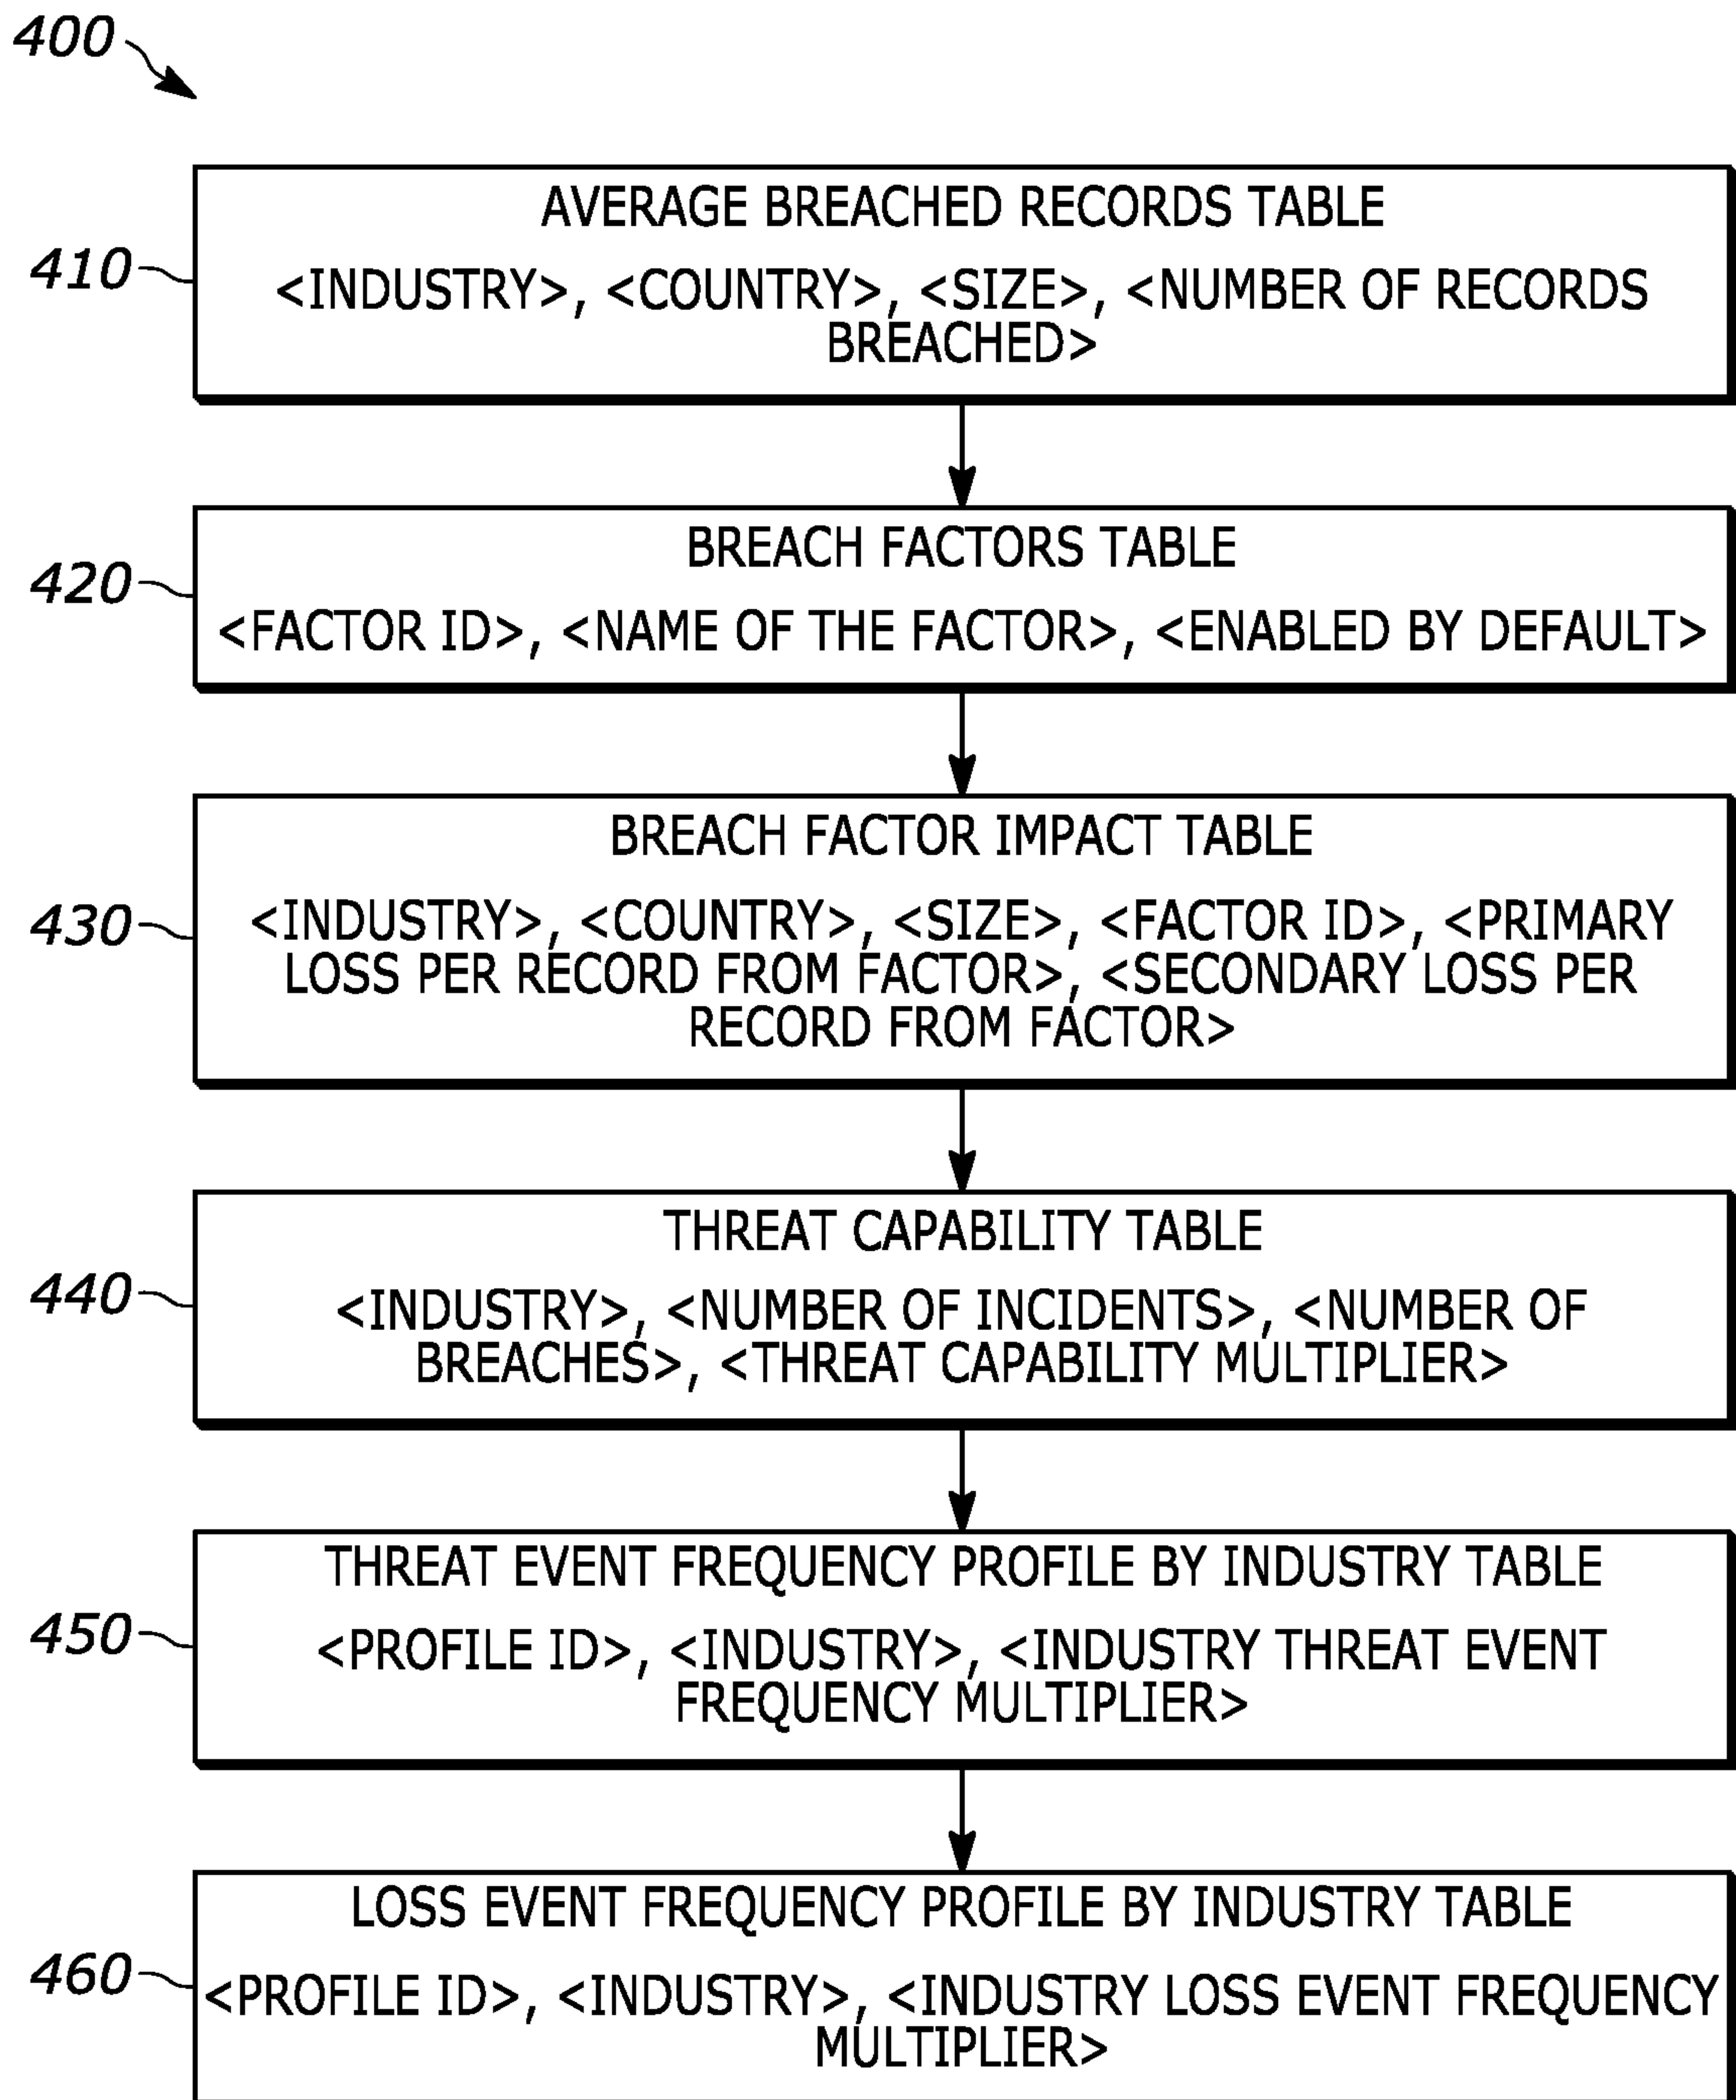 400
AVERAGE BREACHED RECORDS TABLE
410
<INDUSTRY>, <COUNTRY>, <SIZE>, <NUMBER OF RECORDS
BREACHED>
BREACH FACTORS TABLE
420
<FACTOR ID>, <NAME OF THE FACTOR>, <ENABLED BY DEFAULT>
BREACH FACTOR IMPACT TABLE
430
<INDUSTRY>, <COUNTRY>, <SIZE>, <FACTOR ID>, <PRIMARY
LOSS PER RECORD FROM FACTOR>, <SECONDARY LOSS PER
RECORD FROM FACTOR>
THREAT CAPABILITY TABLE
440
<INDUSTRY>, <NUMBER OF INCIDENTS>, <NUMBER OF
BREACHES>, <THREAT CAPABILITY MULTIPLIER>
THREAT EVENT FREQUENCY PROFILE BY INDUSTRY TABLE
450
<PROFILE ID>, <INDUSTRY>, <INDUSTRY THREAT EVENT
FREQUENCY MULTIPLIER>
LOSS EVENT FREQUENCY PROFILE BY INDUSTRY TABLE
460
<PROFILE ID>, <INDUSTRY>, <INDUSTRY LOSS EVENT FREQUENCY
MULTIPLIER>